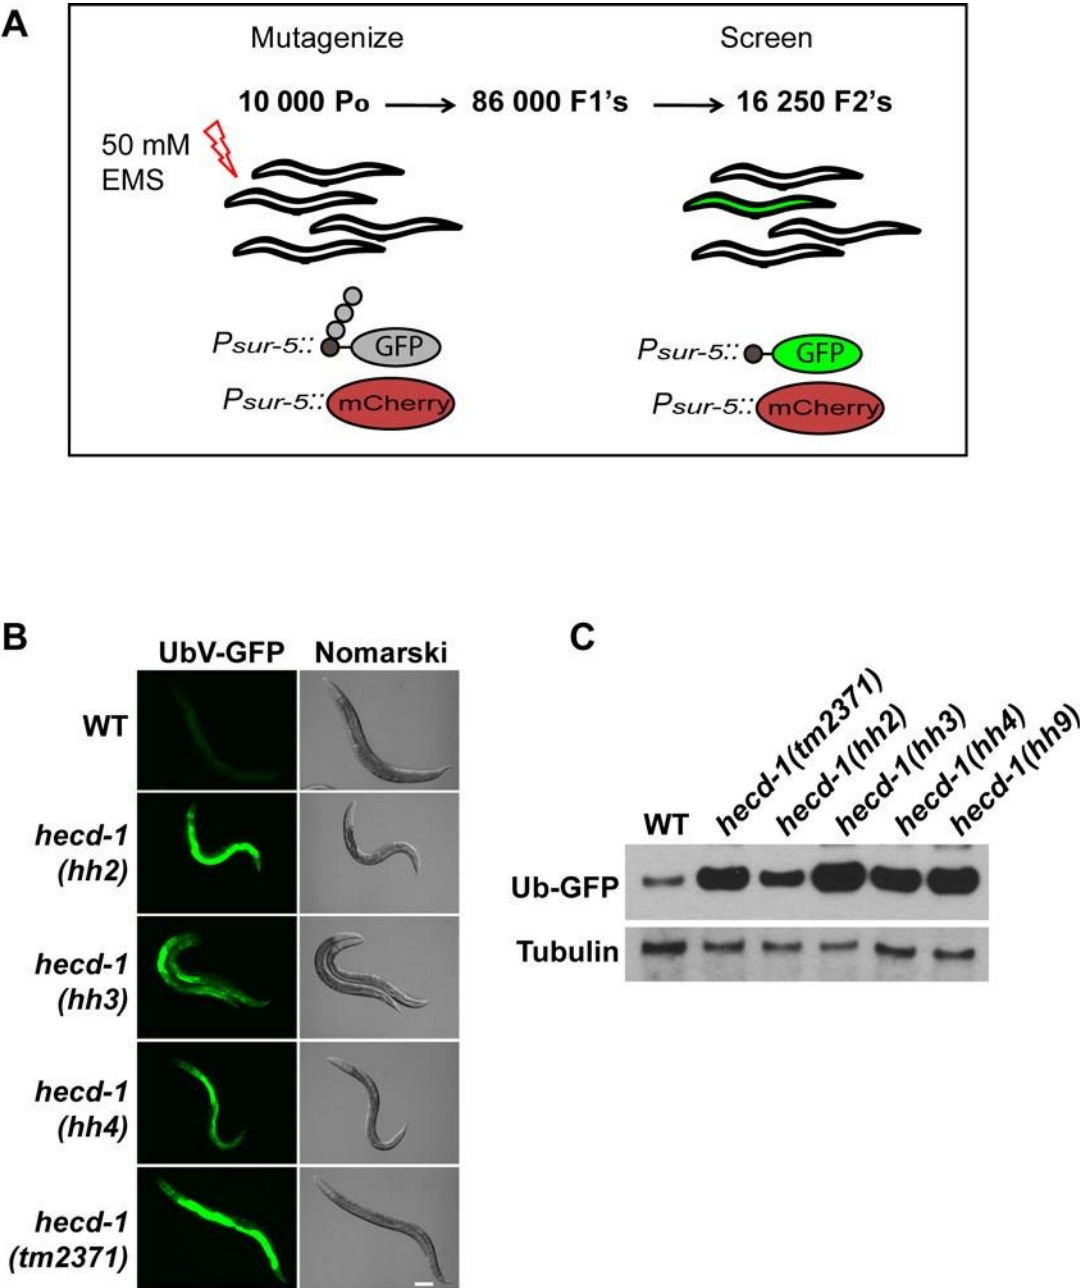 A
Mutagenize
Screen
10 000 Po
86 000 F1's
16 250 F2's
50 mM
EMS
Psur-5::
GFP
Psur-5::
mCherry
Psur-5::
GFP
Psur-5::
mCherry
B
UbV-GFP
Nomarski
WT
hecd-1
(hh2)
hecd-1
(hh3)
hecd-1
(hh4)
hecd-1
(tm2371)
C
WT
hecd-1(tm2371)
hecd-1(hh2)
hecd-1(hh3)
hecd-1(hh4)
hecd-1(hh9)
Ub-GFP
Tubulin